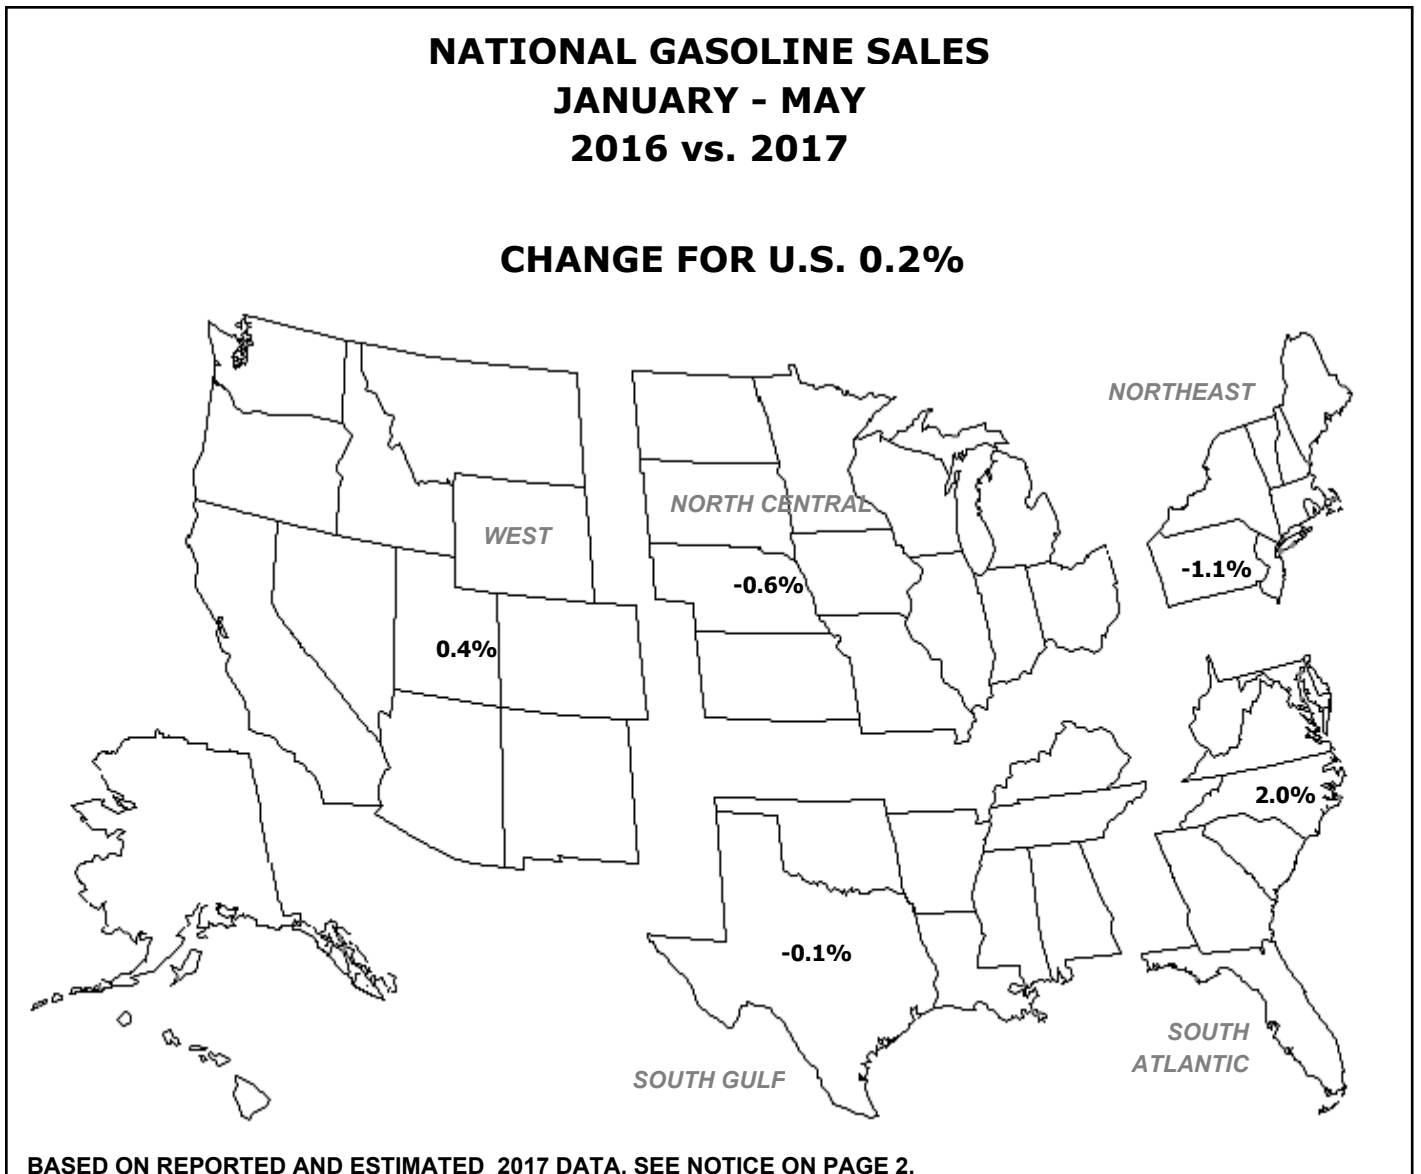 NATIONAL GASOLINE SALES
JANUARY - MAY
2016 vs. 2017
CHANGE FOR U.S. 0.2%
NORTHEAST
NORTH CENTRAL
WEST
-1.1%
-0.6%
0.4%
2.0%
-0.1%
SOUTH
ATLANTIC
SOUTH GULF
BASED ON REPORTED AND ESTIMATED  2017 DATA. SEE NOTICE ON PAGE 2.